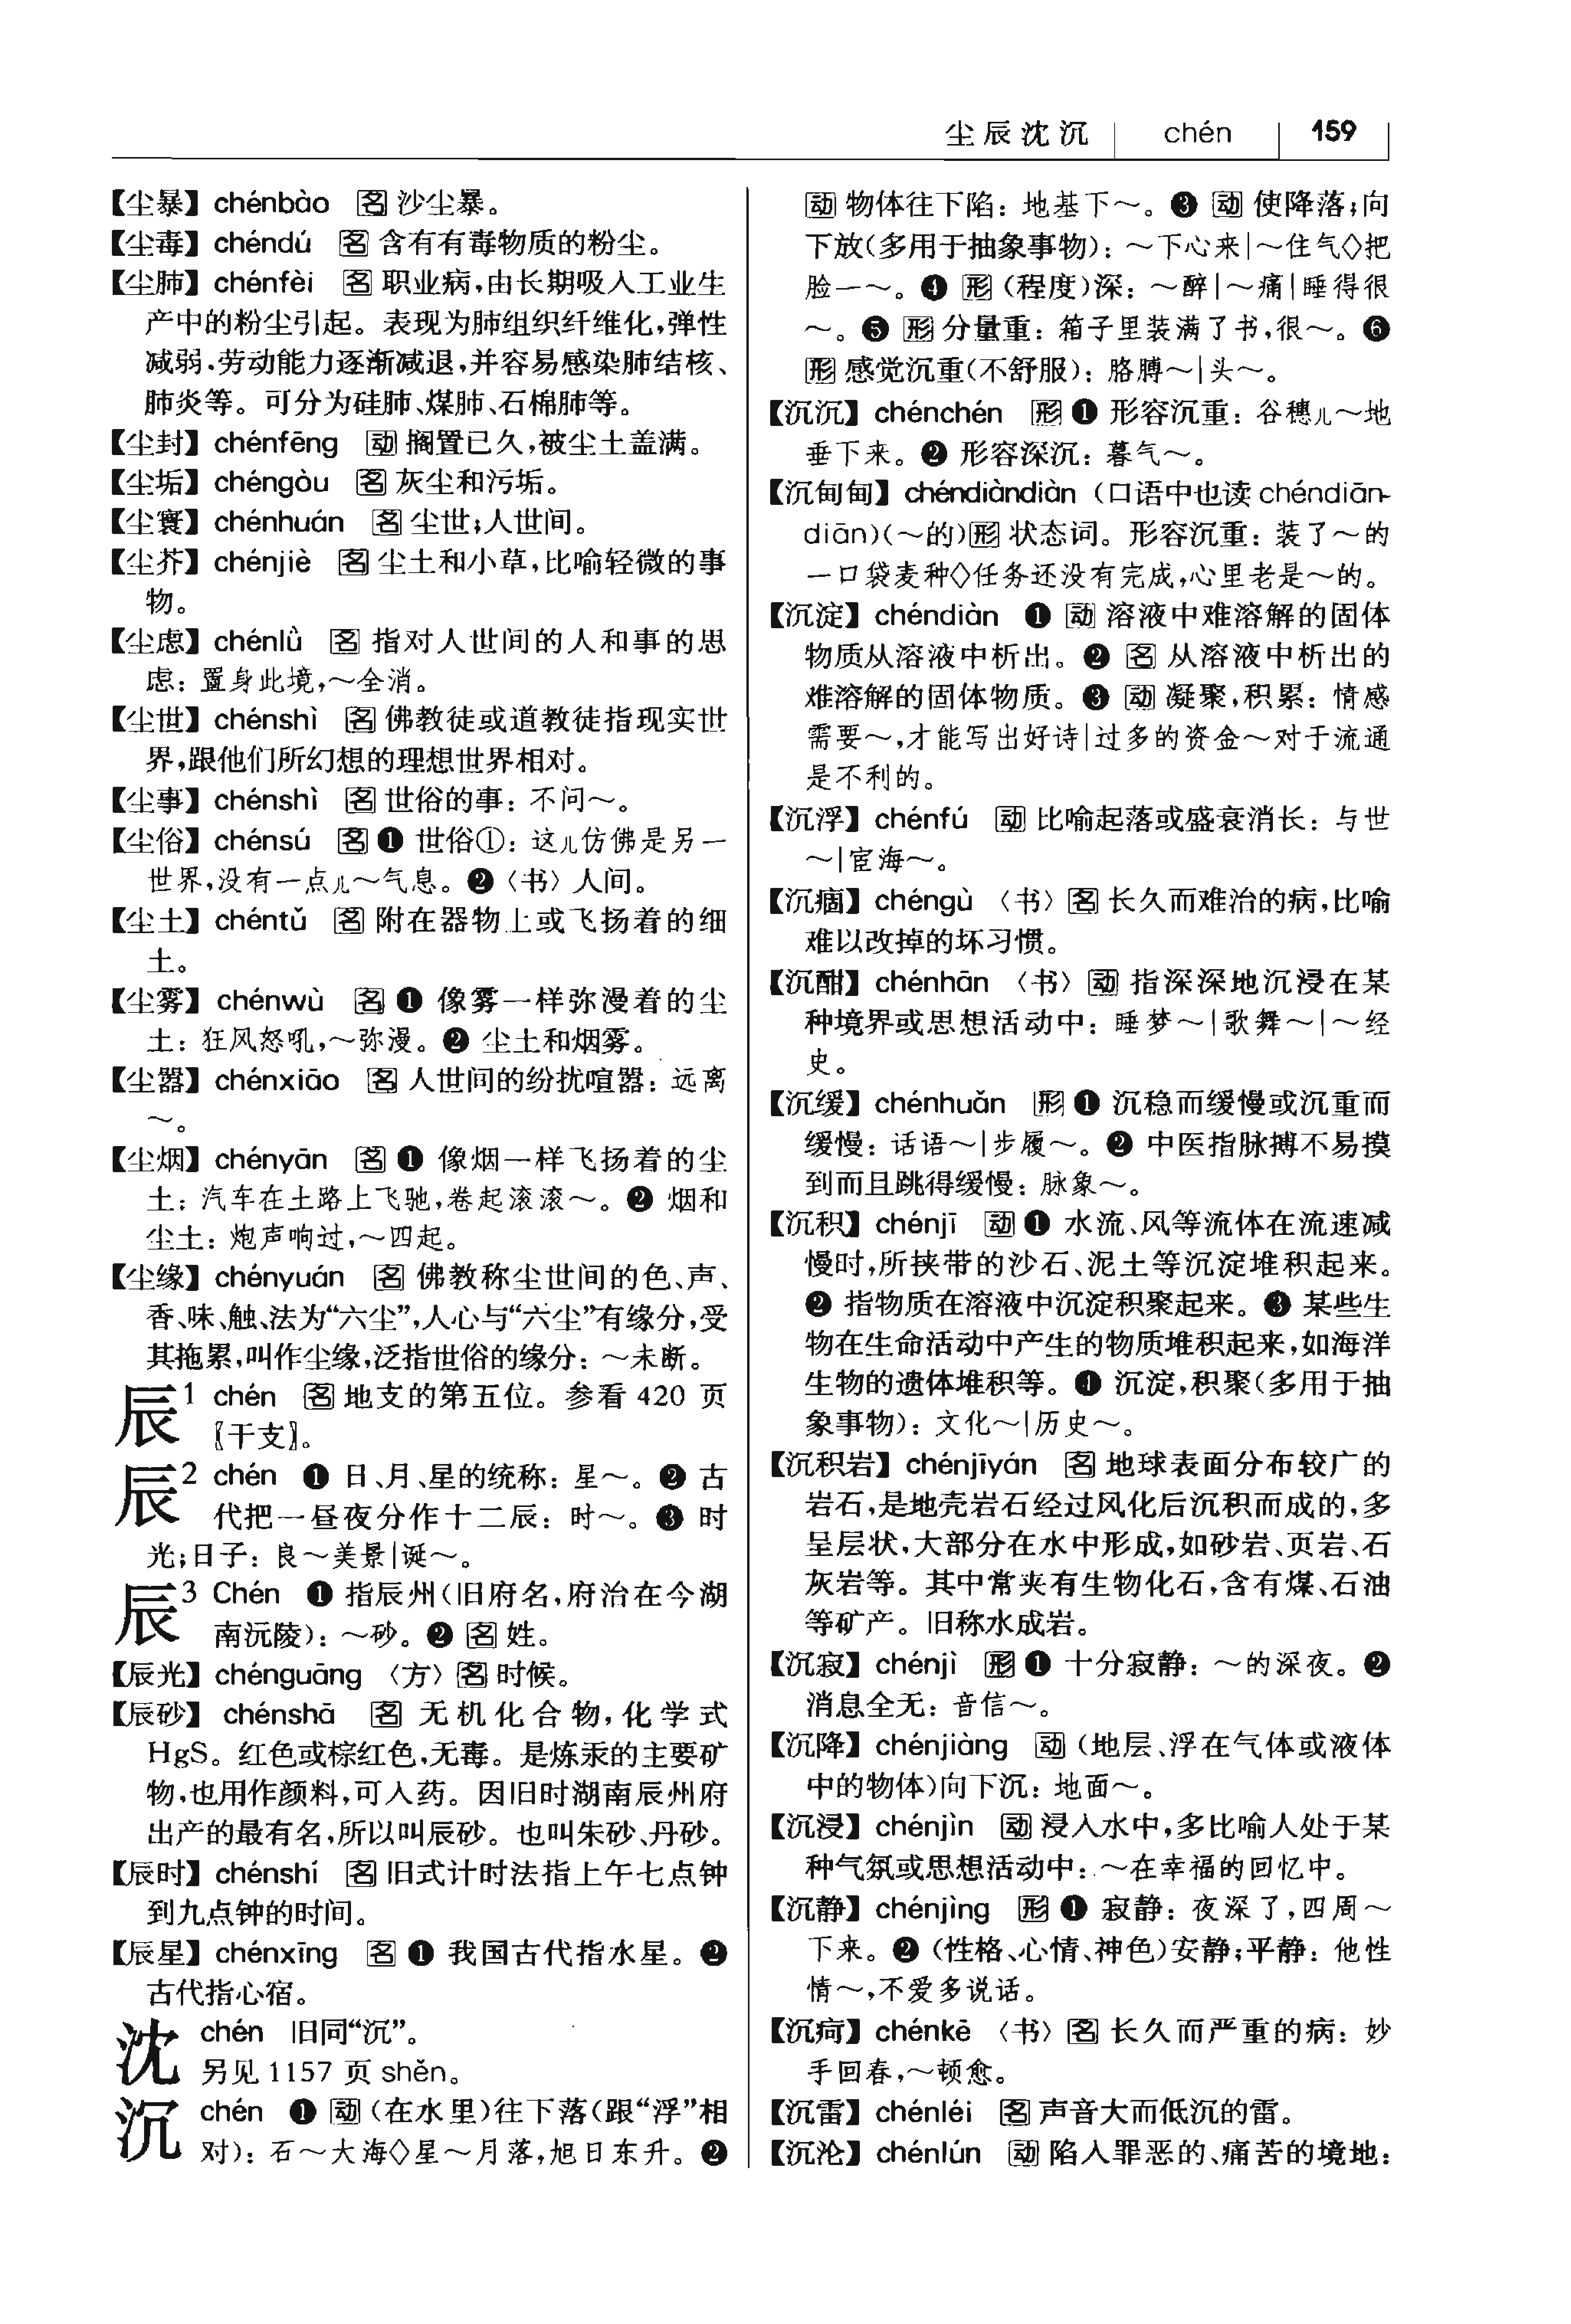 尘辰沈沉 chén 159
【尘暴】 chénbào 名 沙尘暴。
【尘毒】 chéndú 名 含有有毒物质的粉尘。
【尘肺】 chénfèi 名 职业病,由长期吸入工业生
产中的粉尘引起。表现为肺组织纤维化,弹性
减弱,劳动能力逐渐减退,并容易感染肺结核、
肺炎等。可分为硅肺、煤肺、石棉肺等。
【尘封】 chénfēng 动 搁置已久,被尘土盖满。
【尘垢】 chéngòu 名 灰尘和污垢。
【尘寰】 chénhuán 名 尘世;人世间。
【尘芥】 chénjiè 名 尘土和小草,比喻轻微的事
物。
【尘虑】 chénlǜ 名 指对人世间的人和事的思
虑:置身此境,～全消。
【尘世】 chénshì 名 佛教徒或道教徒指现实世
界,跟他们所幻想的理想世界相对。
【尘事】 chénshì 名 世俗的事:不问～。
【尘俗】 chénsú 名 ❶ 世俗①:这儿仿佛是另一
世界,没有一点儿～气息。❷〈书〉人间。
【尘土】 chéntǔ 名 附在器物上或飞扬着的细
土。
【尘雾】 chénwù 名 ❶ 像雾一样弥漫着的尘
土:狂风怒吼,～弥漫。❷ 尘土和烟雾。
【尘嚣】 chénxiāo 名 人世间的纷扰喧嚣:远离
～。
【尘烟】 chényān 名 ❶ 像烟一样飞扬着的尘
土:汽车在土路上飞驰,卷起滚滚～。❷ 烟和
尘土:炮声响过,～四起。
【尘缘】 chényuán 名 佛教称尘世间的色、声、
香、味、触、法为“六尘”,人心与“六尘”有缘分,受
其拖累,叫作尘缘,泛指世俗的缘分:～未断。
辰1 chén 名 地支的第五位。参看 420 页
〖干支〗。
辰2 chén ❶ 日、月、星的统称:星～。❷ 古
代把一昼夜分作十二辰:时～。❸ 时
光;日子:良～美景|诞～。
辰3 Chén ❶ 指辰州(旧府名,府治在今湖
南沅陵):～砂。❷ 名 姓。
【辰光】 chénguāng 〈方〉名 时候。
【辰砂】 chénshā 名 无机化合物,化学式
HgS。红色或棕红色,无毒。是炼汞的主要矿
物,也用作颜料,可入药。因旧时湖南辰州府
出产的最有名,所以叫辰砂。也叫朱砂、丹砂。
【辰时】 chénshí 名 旧式计时法指上午七点钟
到九点钟的时间。
【辰星】 chénxīng 名 ❶ 我国古代指水星。❷
古代指心宿。
沈 chén 旧同“沉”。
另见 1157 页 shěn。
沉 chén ❶ 动 (在水里)往下落(跟“浮”相
对):石～大海◇星～月落,旭日东升。❷
动 物体往下陷:地基下～。❸ 动 使降落;向
下放(多用于抽象事物):～下心来|～住气◇把
脸一～。❹ 形 (程度)深:～醉|～痛|睡得很
～。❺ 形 分量重:箱子里装满了书,很～。❻
形 感觉沉重(不舒服):胳膊～|头～。
【沉沉】 chénchén 形 ❶ 形容沉重:谷穗儿～地
垂下来。❷ 形容深沉:暮气～。
【沉甸甸】 chéndiàndiàn (口语中也读 chéndiān-
diān)(～的)形 状态词。形容沉重:装了～的
一口袋麦种◇任务还没有完成,心里老是～的。
【沉淀】 chéndiàn ❶ 动 溶液中难溶解的固体
物质从溶液中析出。❷ 名 从溶液中析出的
难溶解的固体物质。❸ 动 凝聚,积累:情感
需要～,才能写出好诗|过多的资金～对于流通
是不利的。
【沉浮】 chénfú 动 比喻起落或盛衰消长:与世
～|宦海～。
【沉痼】 chéngù 〈书〉名 长久而难治的病,比喻
难以改掉的坏习惯。
【沉酣】 chénhān 〈书〉动 指深深地沉浸在某
种境界或思想活动中:睡梦～|歌舞～|～经
史。
【沉缓】 chénhuǎn 形 ❶ 沉稳而缓慢或沉重而
缓慢:话语～|步履～。❷ 中医指脉搏不易摸
到而且跳得缓慢:脉象～。
【沉积】 chénjī 动 ❶ 水流、风等流体在流速减
慢时,所挟带的沙石、泥土等沉淀堆积起来。
❷ 指物质在溶液中沉淀积聚起来。❸ 某些生
物在生命活动中产生的物质堆积起来,如海洋
生物的遗体堆积等。❹ 沉淀,积聚(多用于抽
象事物):文化～|历史～。
【沉积岩】 chénjīyán 名 地球表面分布较广的
岩石,是地壳岩石经过风化后沉积而成的,多
呈层状,大部分在水中形成,如砂岩、页岩、石
灰岩等。其中常夹有生物化石,含有煤、石油
等矿产。旧称水成岩。
【沉寂】 chénjì 形 ❶ 十分寂静:～的深夜。❷
消息全无:音信～。
【沉降】 chénjiàng 动 (地层、浮在气体或液体
中的物体)向下沉:地面～。
【沉浸】 chénjìn 动 浸入水中,多比喻人处于某
种气氛或思想活动中:～在幸福的回忆中。
【沉静】 chénjìng 形 ❶ 寂静:夜深了,四周～
下来。❷ (性格、心情、神色)安静;平静:他性
情～,不爱多说话。
【沉疴】 chénkē 〈书〉名 长久而严重的病:妙
手回春,～顿愈。
【沉雷】 chénléi 名 声音大而低沉的雷。
【沉沦】 chénlún 动 陷入罪恶的、痛苦的境地: